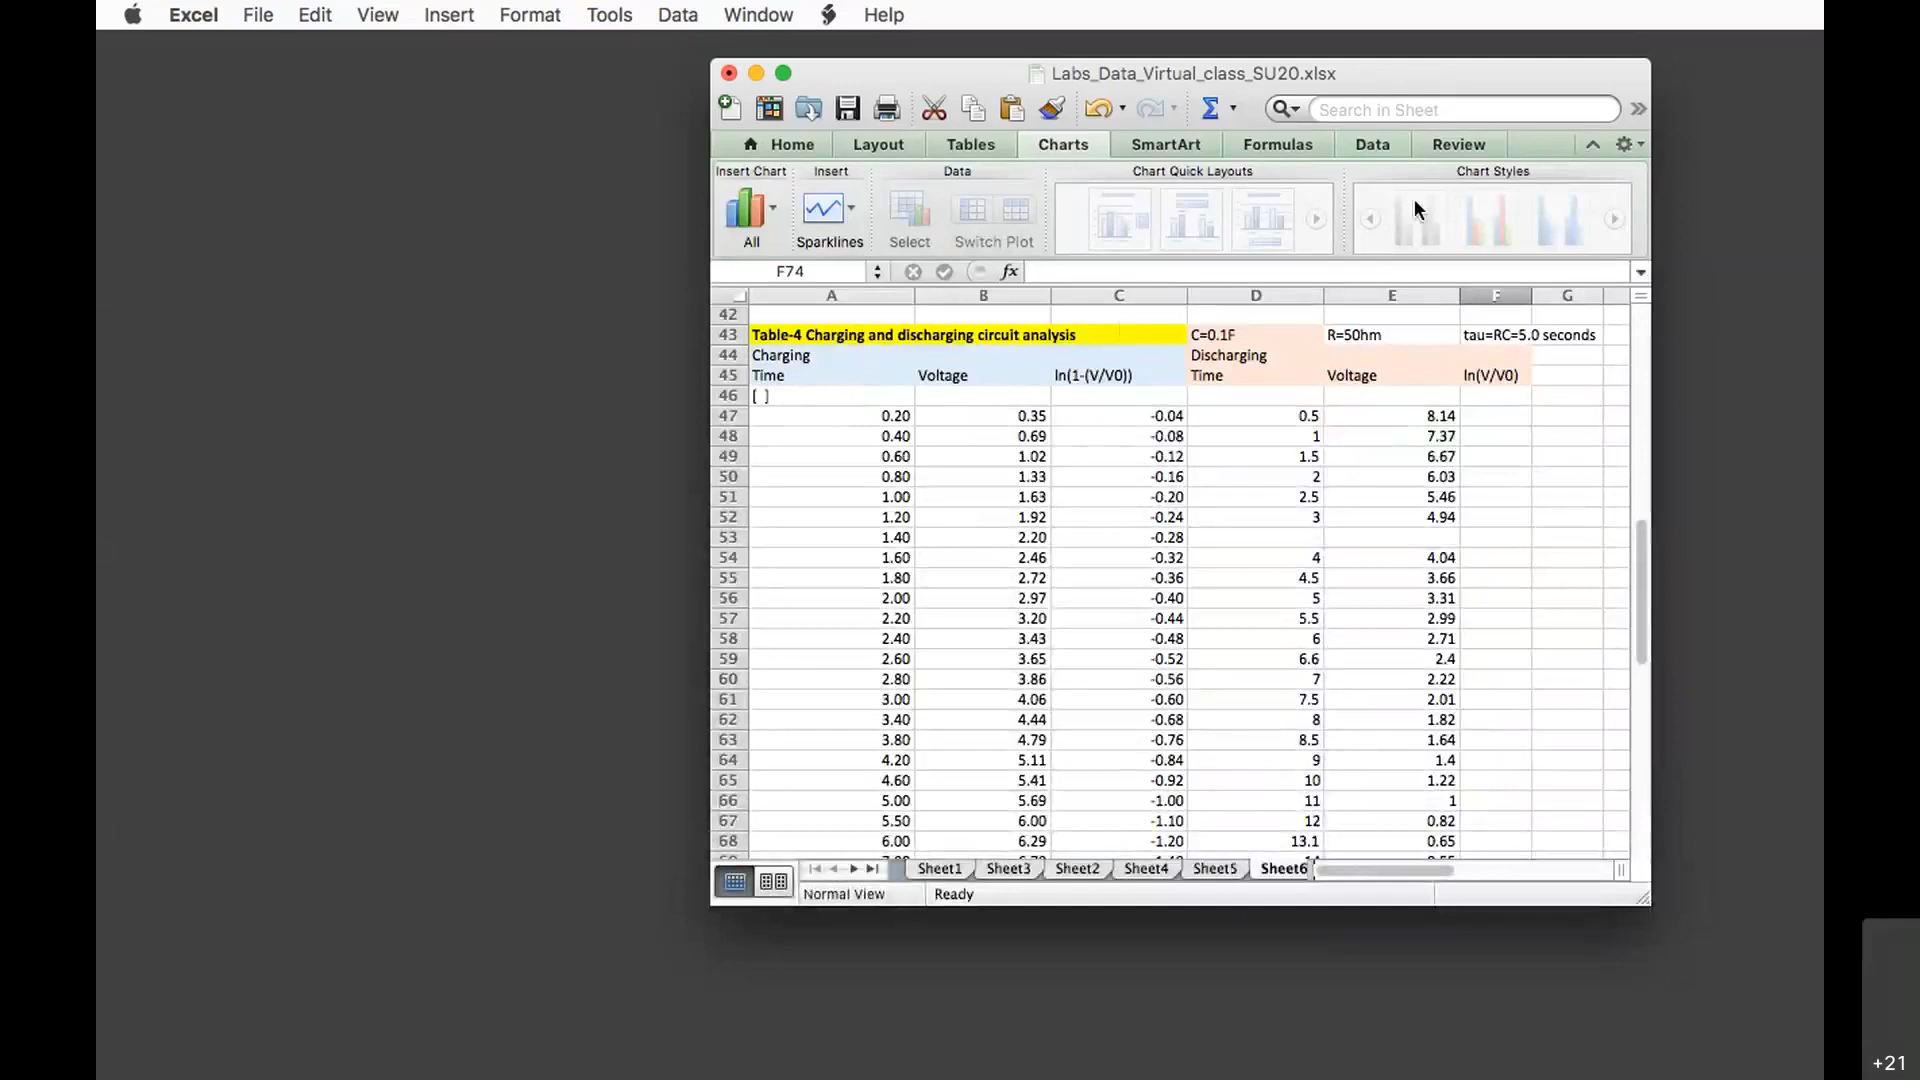 Excel File Edit View Insert Format Tools Data Window Help
Labs_Data_Virtual_class_SU20.xlsx
Search in Sheet
Home Layout Tables Charts SmartArt Formulas Data Review
Insert Chart Insert Data Chart Quick Layouts Chart Styles
All Sparklines Select Switch Plot
F74 fx
A B C D E F G
42
43 Table-4 Charging and discharging circuit analysis C=0.1F R=50hm tau=RC=5.0 seconds
44 Charging Discharging
45 Time Voltage ln(1-(V/V0)) Time Voltage ln(V/V0)
46 [ ]
47 0.20 0.35 -0.04 0.5 8.14
48 0.40 0.69 -0.08 1 7.37
49 0.60 1.02 -0.12 1.5 6.67
50 0.80 1.33 -0.16 2 6.03
51 1.00 1.63 -0.20 2.5 5.46
52 1.20 1.92 -0.24 3 4.94
53 1.40 2.20 -0.28
54 1.60 2.46 -0.32 4 4.04
55 1.80 2.72 -0.36 4.5 3.66
56 2.00 2.97 -0.40 5 3.31
57 2.20 3.20 -0.44 5.5 2.99
58 2.40 3.43 -0.48 6 2.71
59 2.60 3.65 -0.52 6.6 2.4
60 2.80 3.86 -0.56 7 2.22
61 3.00 4.06 -0.60 7.5 2.01
62 3.40 4.44 -0.68 8 1.82
63 3.80 4.79 -0.76 8.5 1.64
64 4.20 5.11 -0.84 9 1.4
65 4.60 5.41 -0.92 10 1.22
66 5.00 5.69 -1.00 11 1
67 5.50 6.00 -1.10 12 0.82
68 6.00 6.29 -1.20 13.1 0.65
Sheet1 Sheet3 Sheet2 Sheet4 Sheet5 Sheet6
Normal View Ready
+21